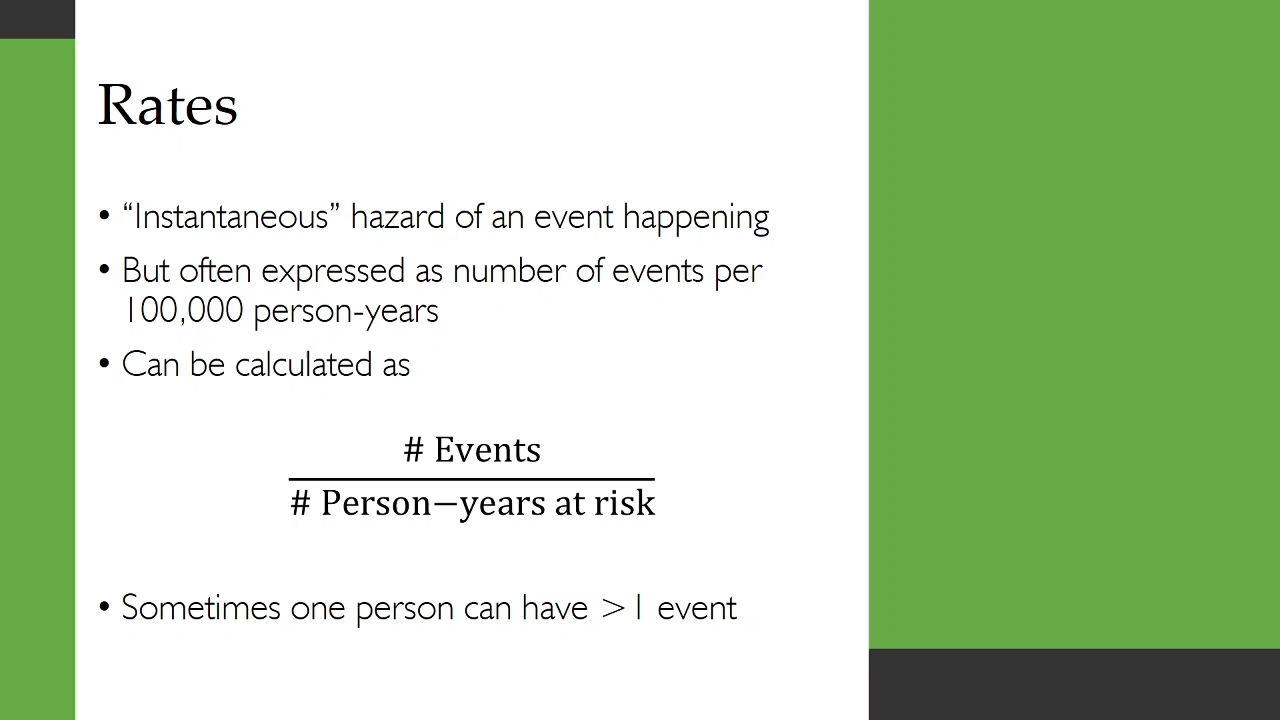 Rates
• “Instantaneous” hazard of an event happening
• But often expressed as number of events per
100,000 person-years
• Can be calculated as
# Events
# Person−years at risk
• Sometimes one person can have >1 event